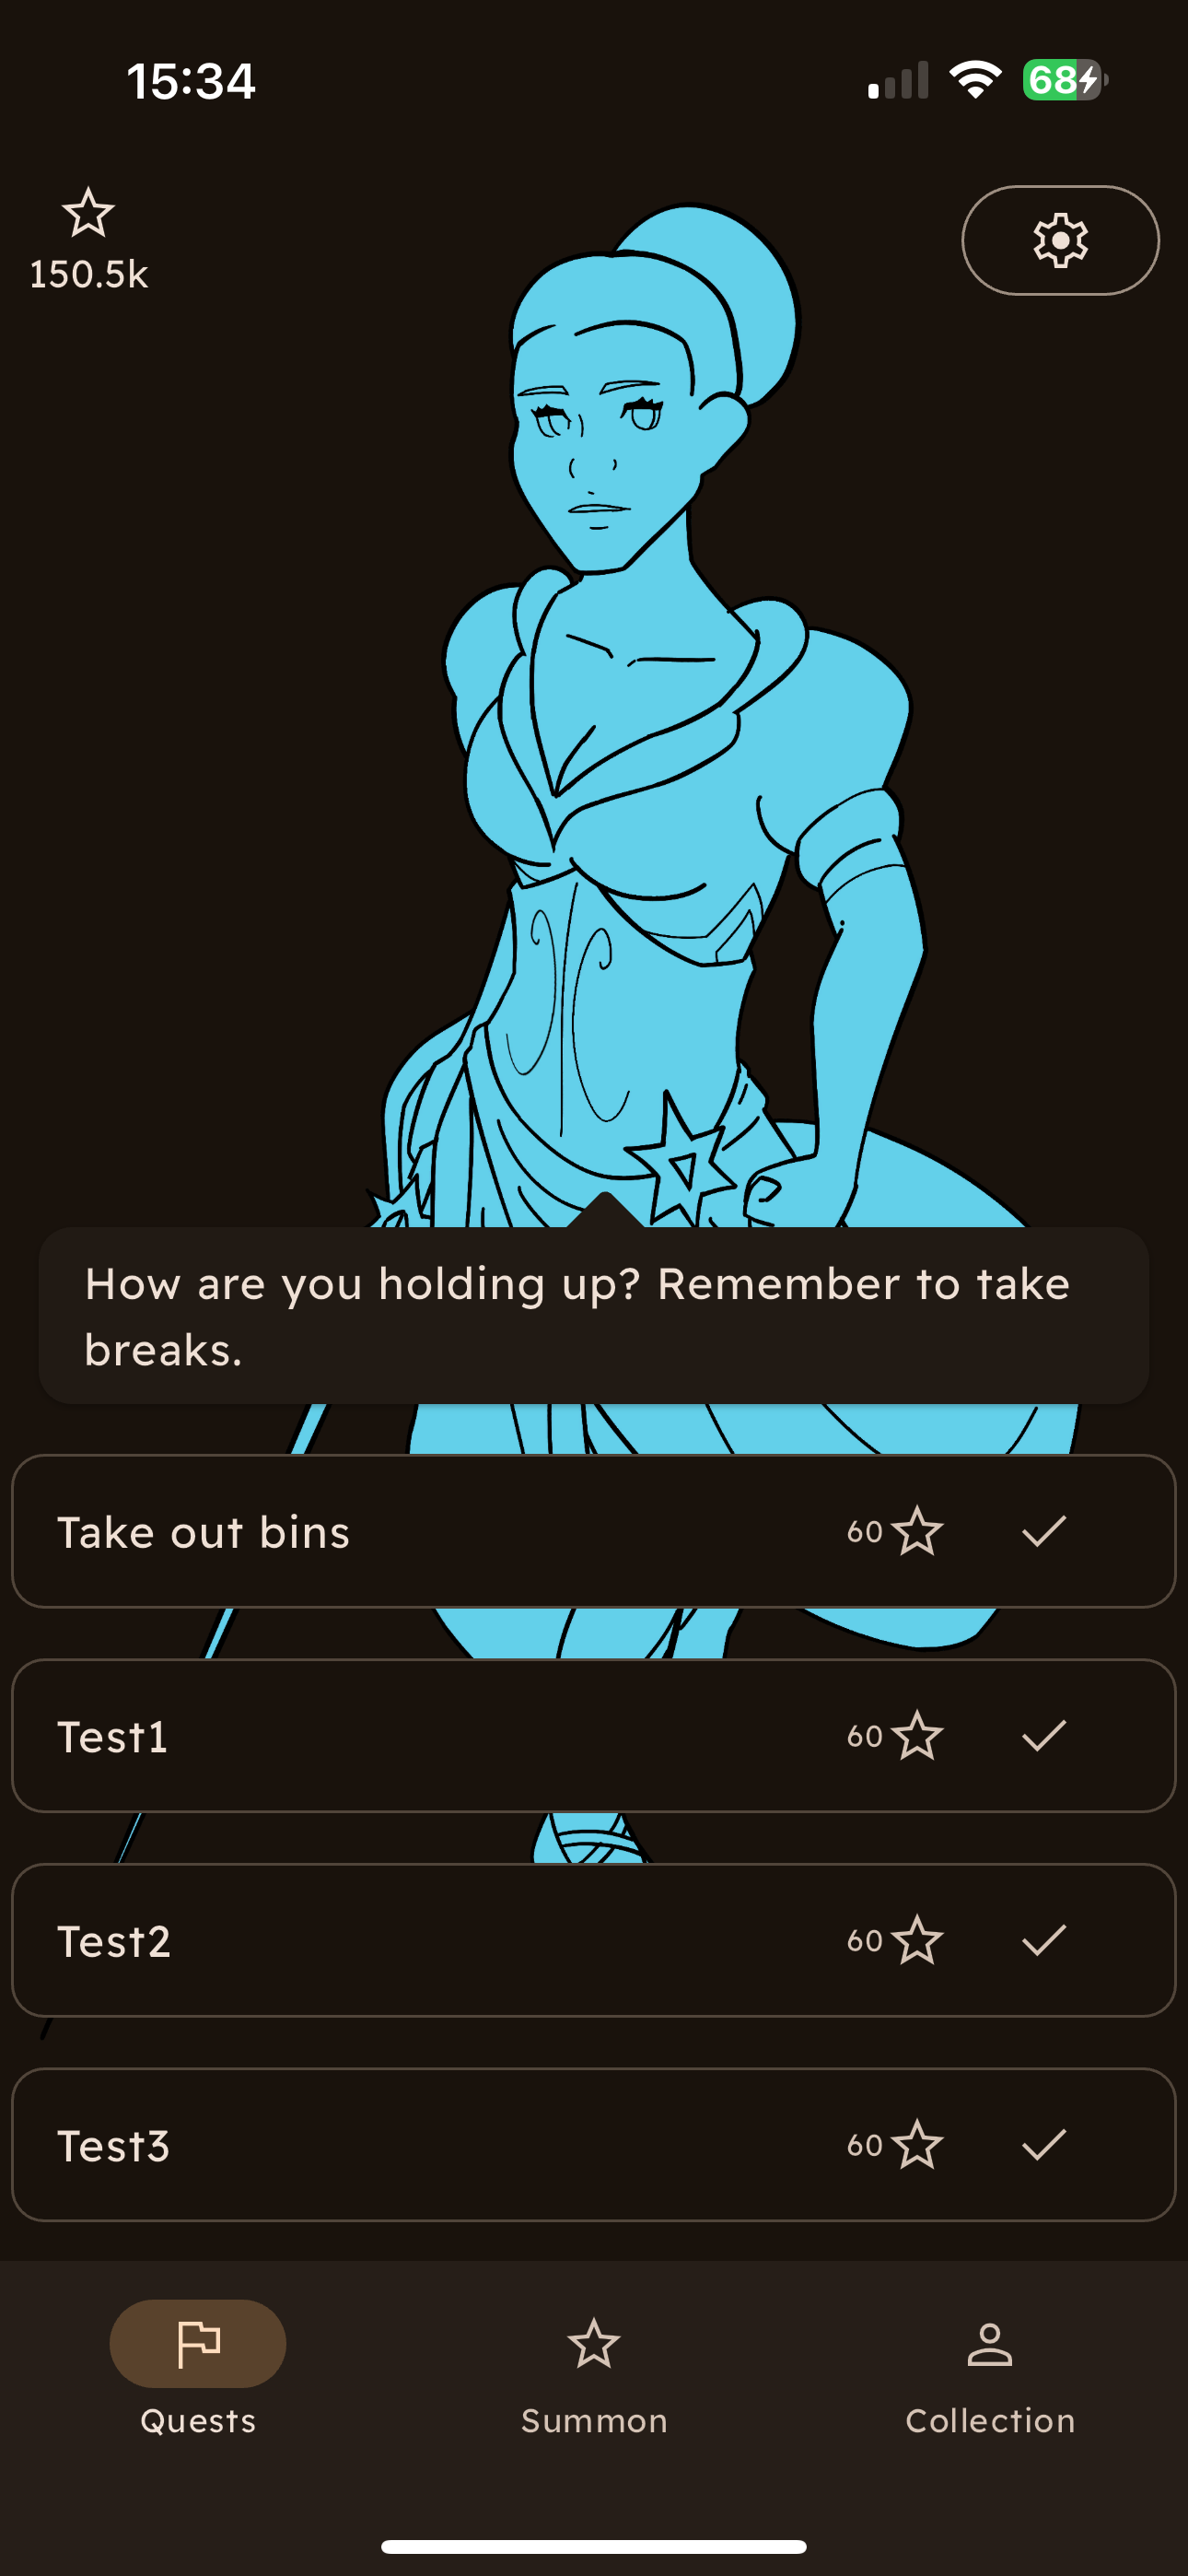 15:34
68
150.5k
How are you holding up? Remember to take
breaks.
Take out bins 60
Test1 60
Test2 60
Test3 60
Quests Summon Collection